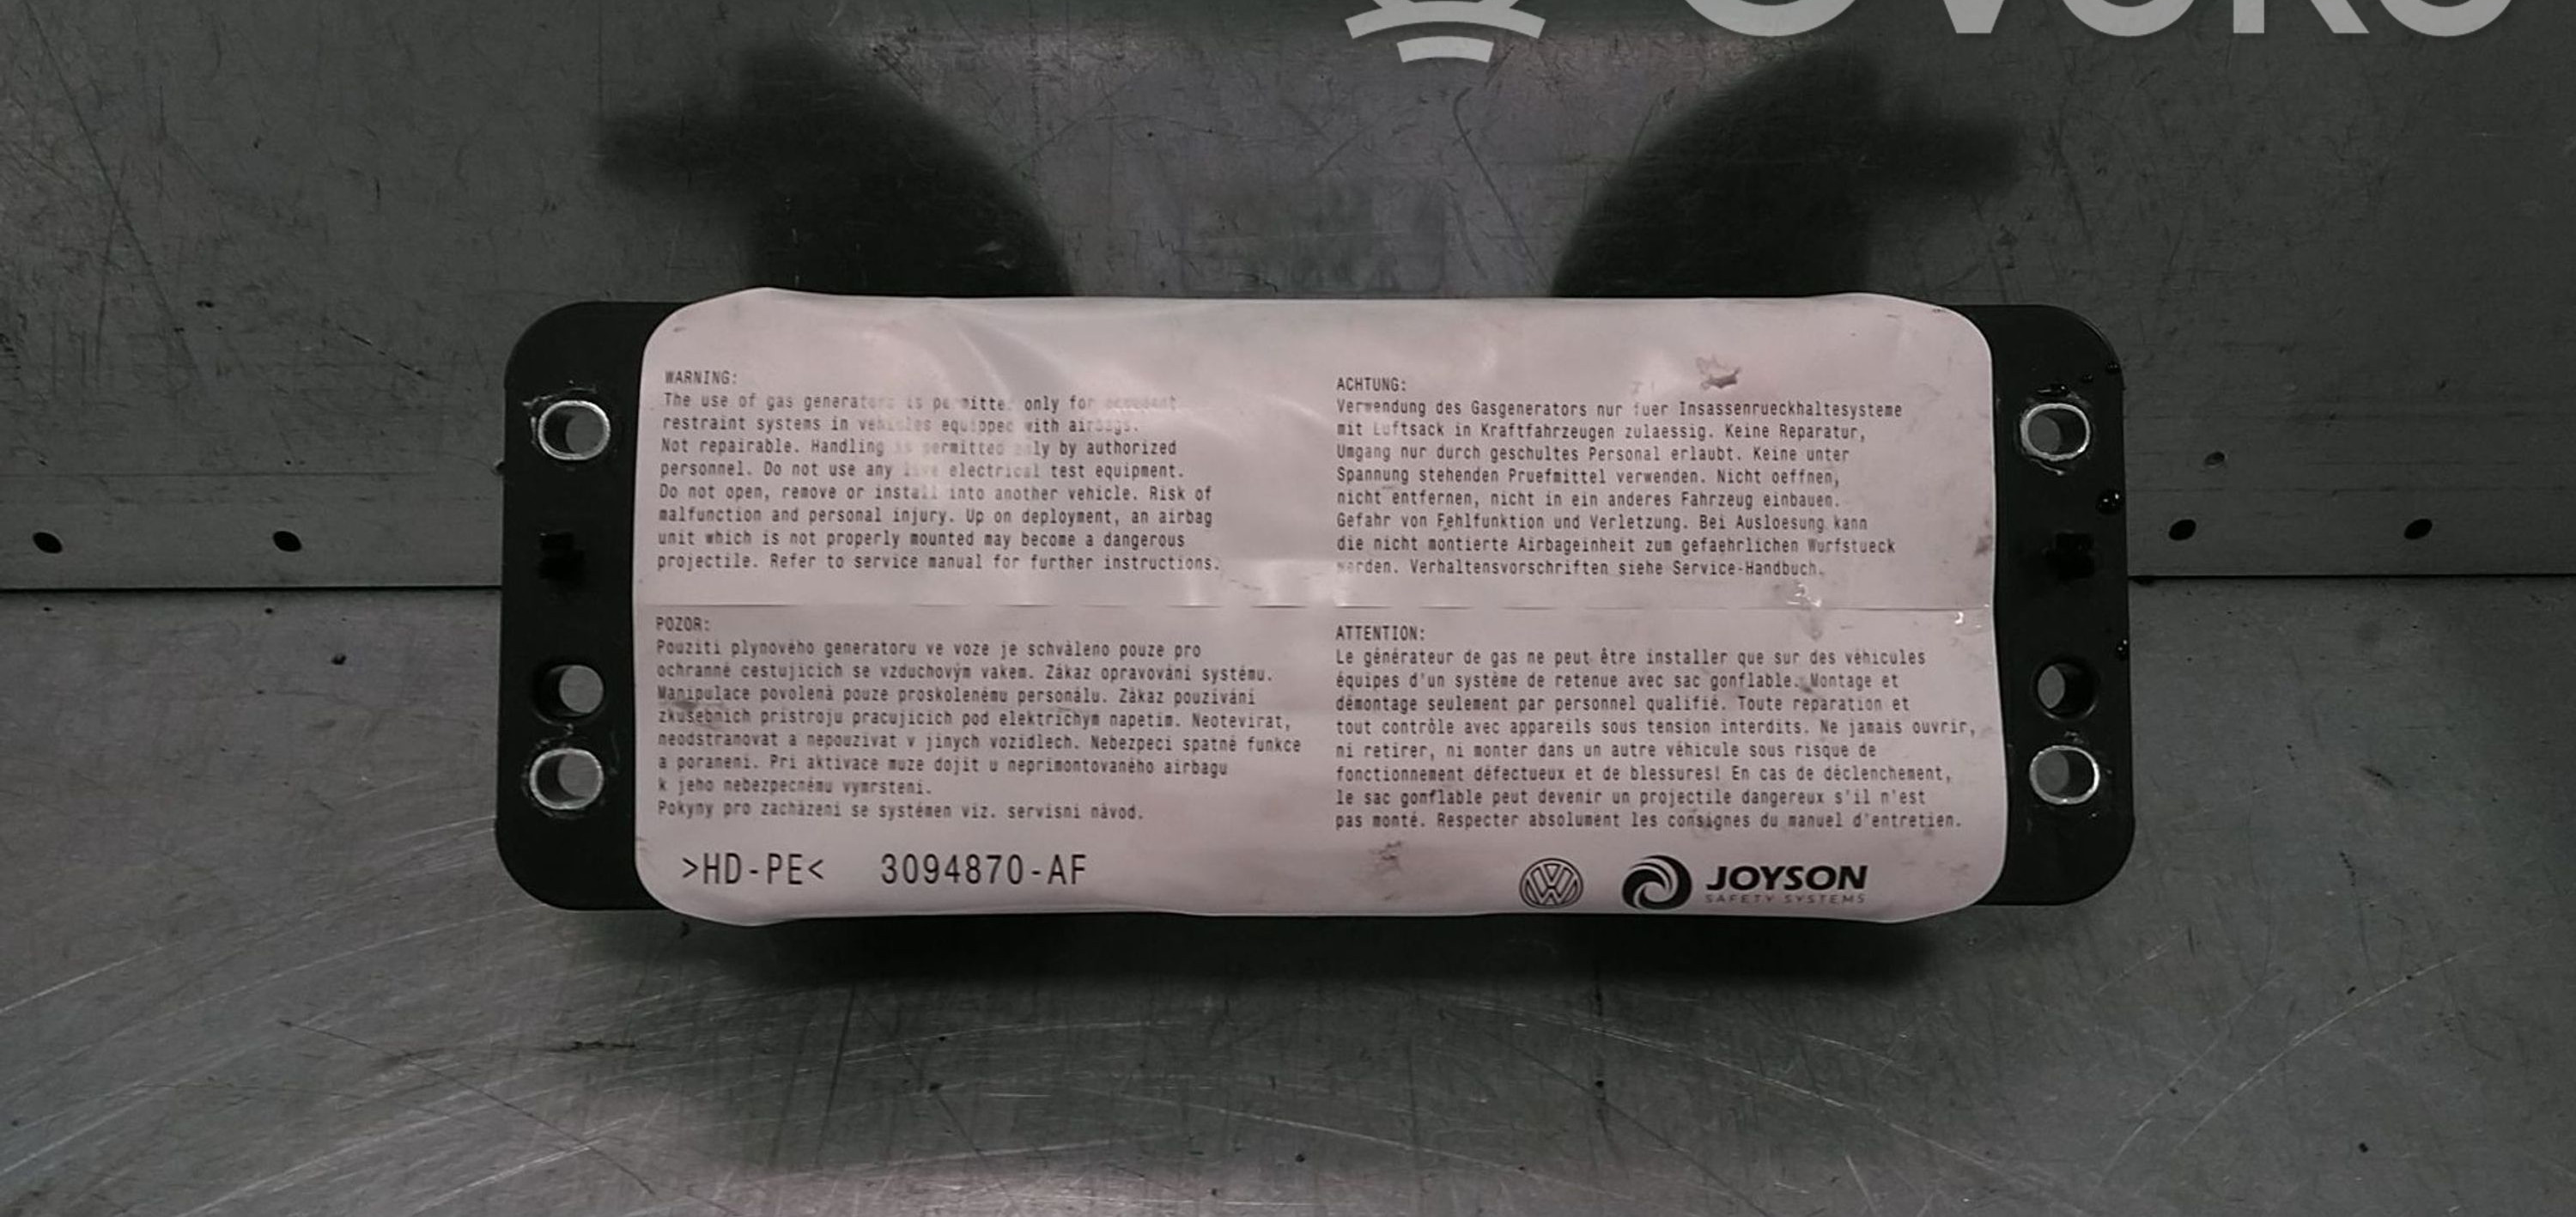 OVOKO
WARNING:
The use of gas generators is permitted only for occupant
restraint systems in vehicles equipped with airbags.
Not repairable. Handling is permitted only by authorized
personnel. Do not use any live electrical test equipment.
Do not open, remove or install into another vehicle. Risk of
malfunction and personal injury. Up on deployment, an airbag
unit which is not properly mounted may become a dangerous
projectile. Refer to service manual for further instructions.
ACHTUNG:
Verwendung des Gasgenerators nur fuer Insassenrueckhaltesysteme
mit Luftsack in Kraftfahrzeugen zulaessig. Keine Reparatur,
Umgang nur durch geschultes Personal erlaubt. Keine unter
Spannung stehenden Pruefmittel verwenden. Nicht oeffnen,
nicht entfernen, nicht in ein anderes Fahrzeug einbauen.
Gefahr von Fehlfunktion und Verletzung. Bei Ausloesung kann
die nicht montierte Airbageinheit zum gefaehrlichen Wurfstueck
werden. Verhaltensvorschriften siehe Service-Handbuch.
POZOR:
Pouziti plynového generatoru ve voze je schváleno pouze pro
ochranné cestujících se vzduchovým vakem. Zákaz opravování systému.
Manipulace povolená pouze proskolenému personálu. Zákaz pouzívání
zkusebnich pristroju pracujicich pod elektrichym napetim. Neotevirat,
neodstranovat a nepouzivat v jiných vozidlech. Nebezpeci spatné funkce
a poraneni. Pri aktivace muze dojit u neprimontovaného airbagu
k jeho nebezpecnému vymrsteni.
Pokyny pro zacházeni se systémen viz. servisni návod.
ATTENTION:
Le générateur de gas ne peut être installer que sur des véhicules
équipes d'un système de retenue avec sac gonflable. Montage et
démontage seulement par personnel qualifié. Toute reparation et
tout contrôle avec appareils sous tension interdits. Ne jamais ouvrir,
ni retirer, ni monter dans un autre véhicule sous risque de
fonctionnement défectueux et de blessures! En cas de déclenchement,
le sac gonflable peut devenir un projectile dangereux s'il n'est
pas monté. Respecter absolument les consignes du manuel d'entretien.
>HD-PE< 3094870-AF
JOYSON
SAFETY SYSTEMS